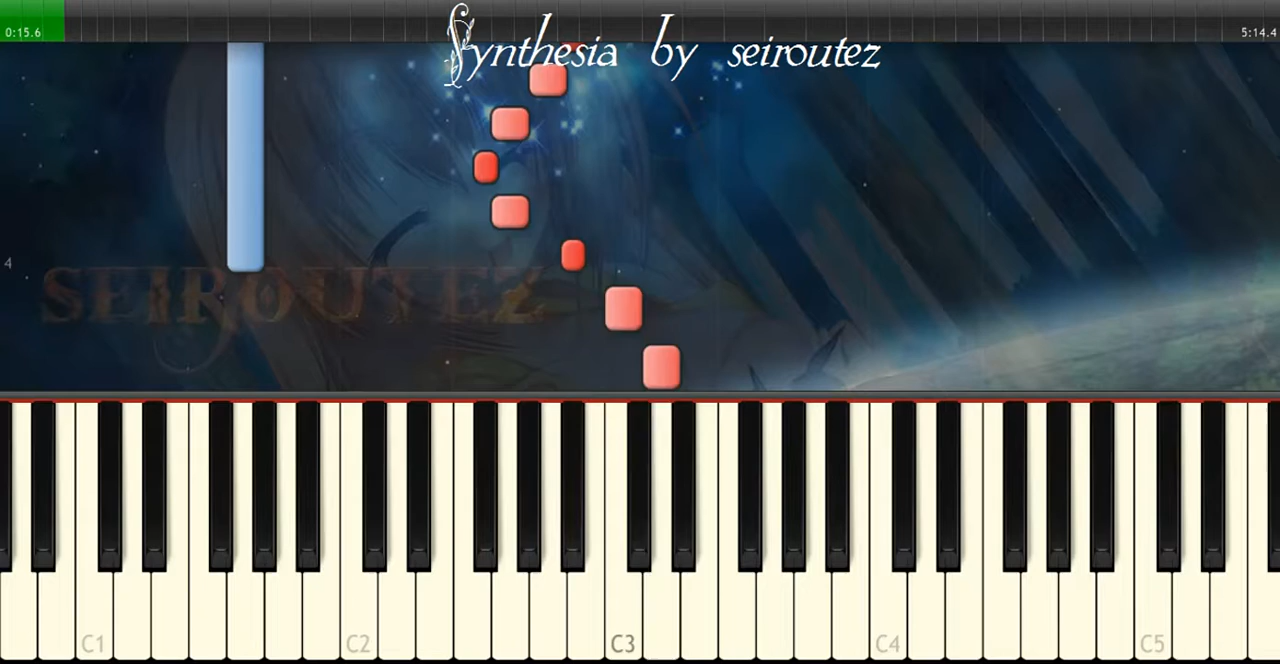 Synthesia by seiroutez
0:15.6
5:14.4
4
SEIROUTEZ
C1 C2 C3 C4 C5